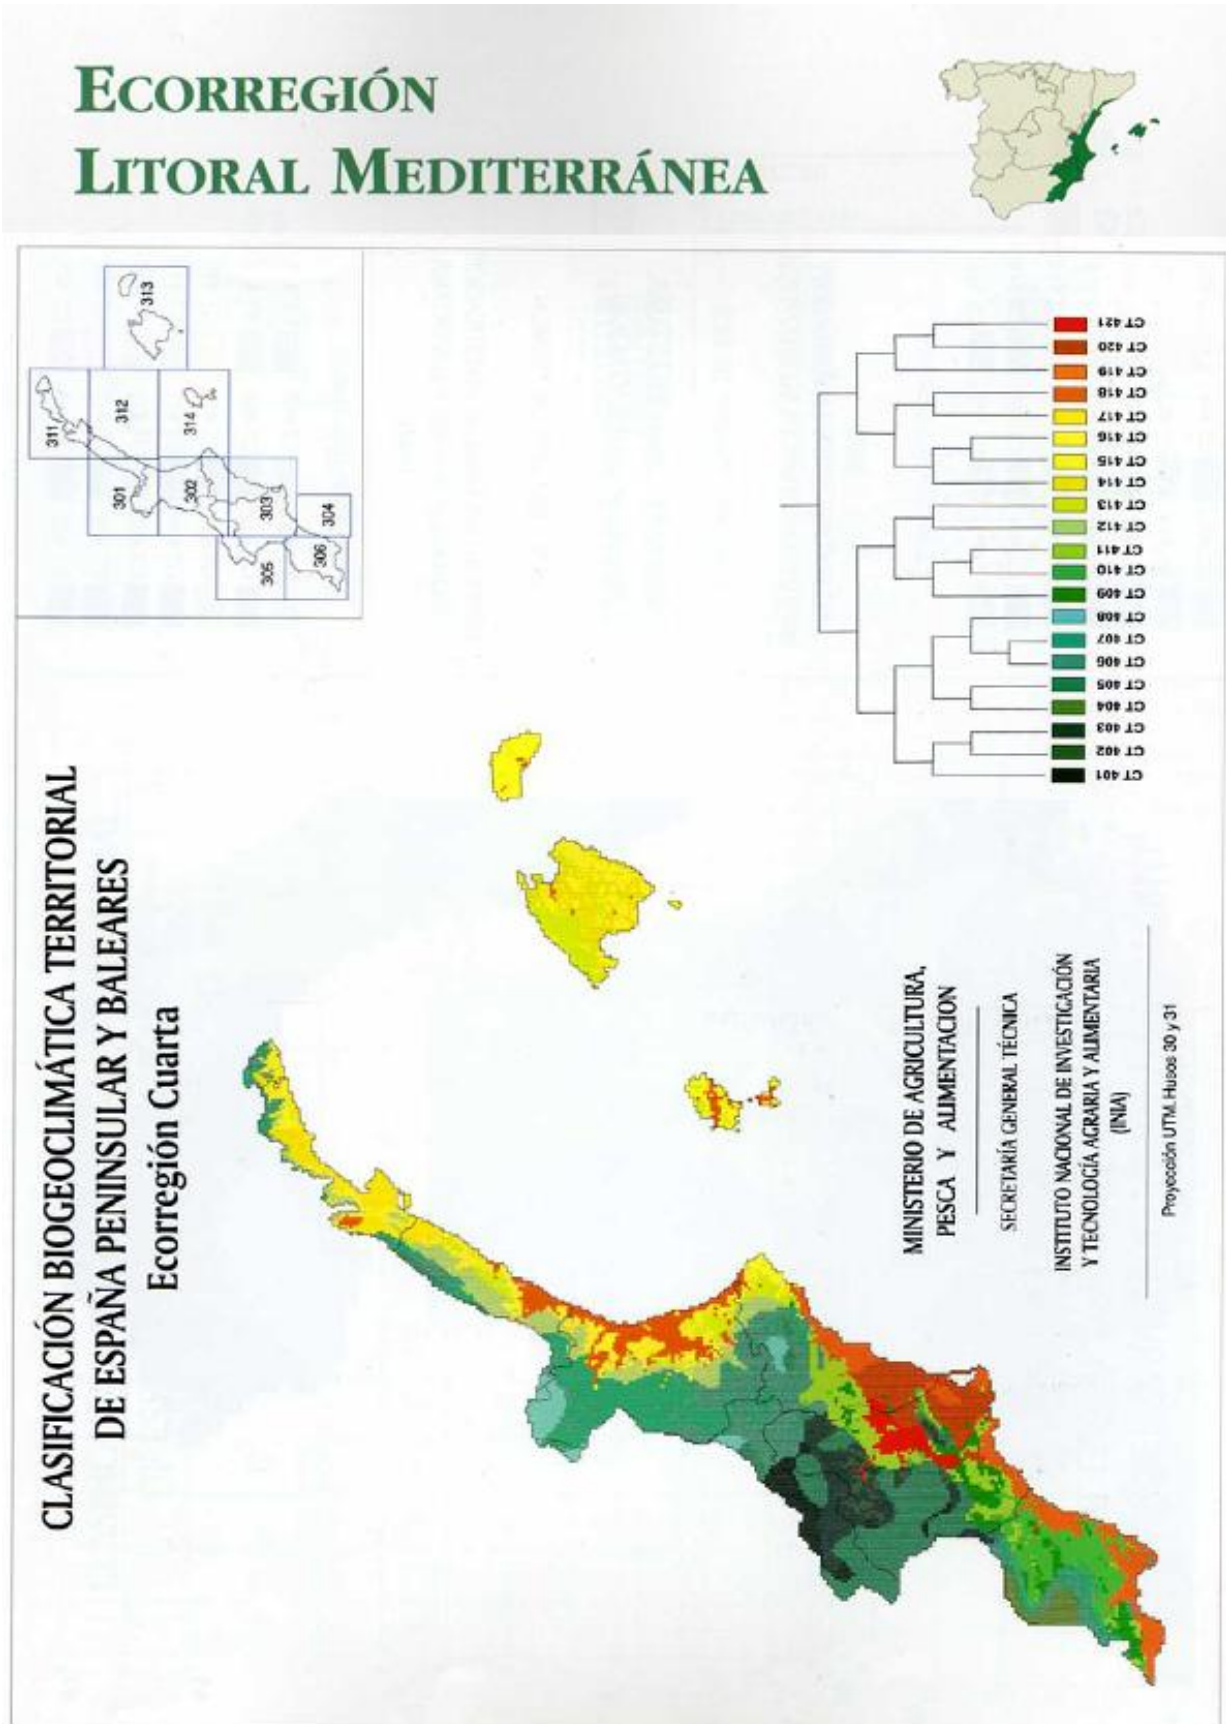 ECORREGIÓN
LITORAL MEDITERRÁNEA
CLASIFICACIÓN BIOGEOCLIMÁTICA TERRITORIAL
DE ESPAÑA PENINSULAR Y BALEARES
Ecorregión Cuarta
311
312
313
314
301
302
303
304
305
306
CT 421
CT 420
CT 419
CT 418
CT 417
CT 416
CT 415
CT 414
CT 413
CT 412
CT 411
CT 410
CT 409
CT 408
CT 407
CT 406
CT 405
CT 404
CT 403
CT 402
CT 401
MINISTERIO DE AGRICULTURA,
PESCA Y ALIMENTACION
SECRETARÍA GENERAL TÉCNICA
INSTITUTO NACIONAL DE INVESTIGACIÓN
Y TECNOLOGÍA AGRARIA Y ALIMENTARIA
(INIA)
Proyección UTM. Husos 30 y 31